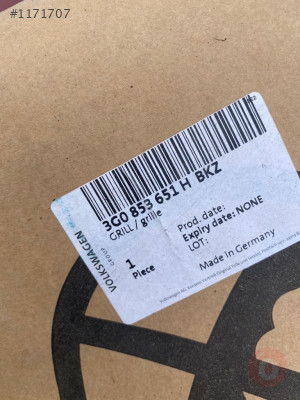 #1171707
VOLKSWAGEN
GROUP
3G0 853 651 H BKZ
GRILL / grille
1
Piece
Prod. date:
Expiry date: NONE
LOT:
Made in Germany